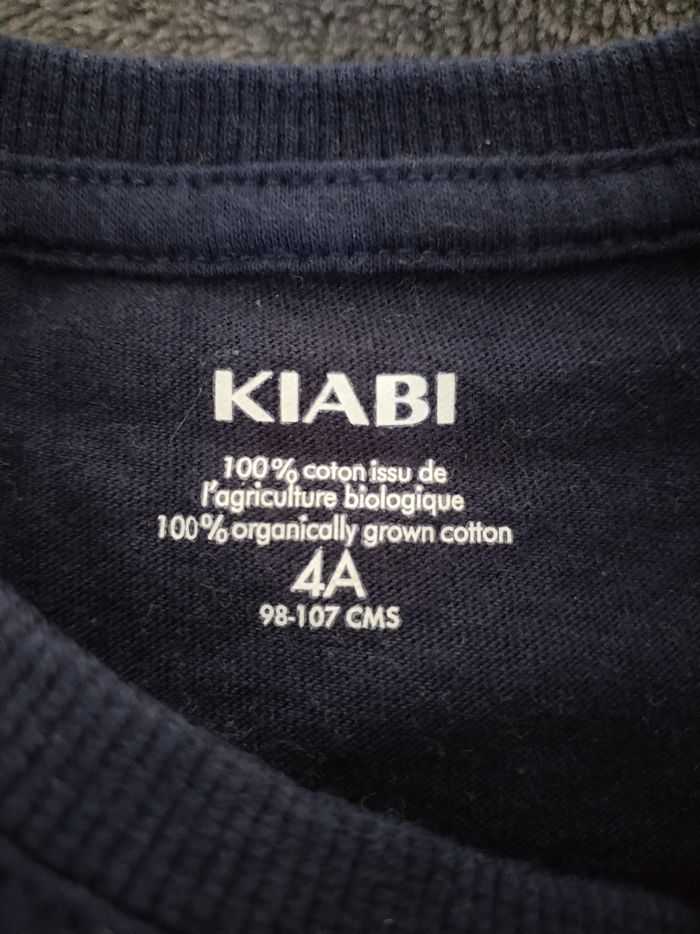 KIABI
100% coton issu de
l'agriculture biologique
100% organically grown cotton
4A
98-107 CMS